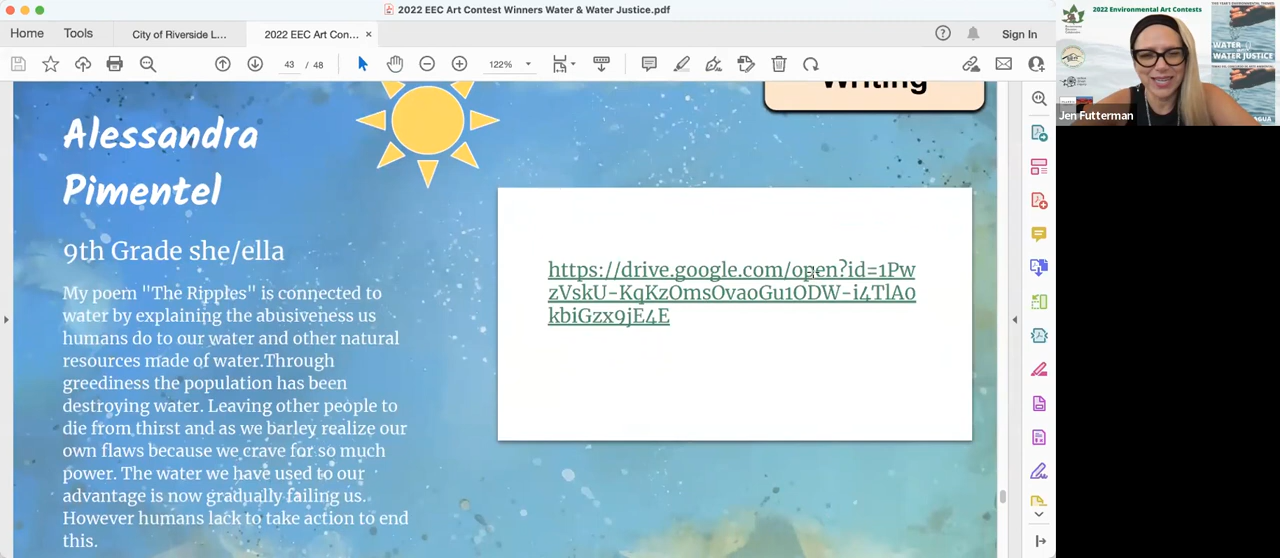 2022 EEC Art Contest Winners Water & Water Justice.pdf
Home
Tools
City of Riverside L...
2022 EEC Art Con...
Sign In
43 / 48
122%
Writing
Alessandra
Pimentel
9th Grade she/ella
My poem "The Ripples" is connected to
water by explaining the abusiveness us
humans do to our water and other natural
resources made of water.Through
greediness the population has been
destroying water. Leaving other people to
die from thirst and as we barley realize our
own flaws because we crave for so much
power. The water we have used to our
advantage is now gradually failing us.
However humans lack to take action to end
this.
https://drive.google.com/open?id=1Pw
zVskU-KqKzOmsOvaoGu1ODW-i4TlA0
kbiGzx9jE4E
2022 Environmental Art Contests
WATER
WATER JUSTICE
Jen Futterman